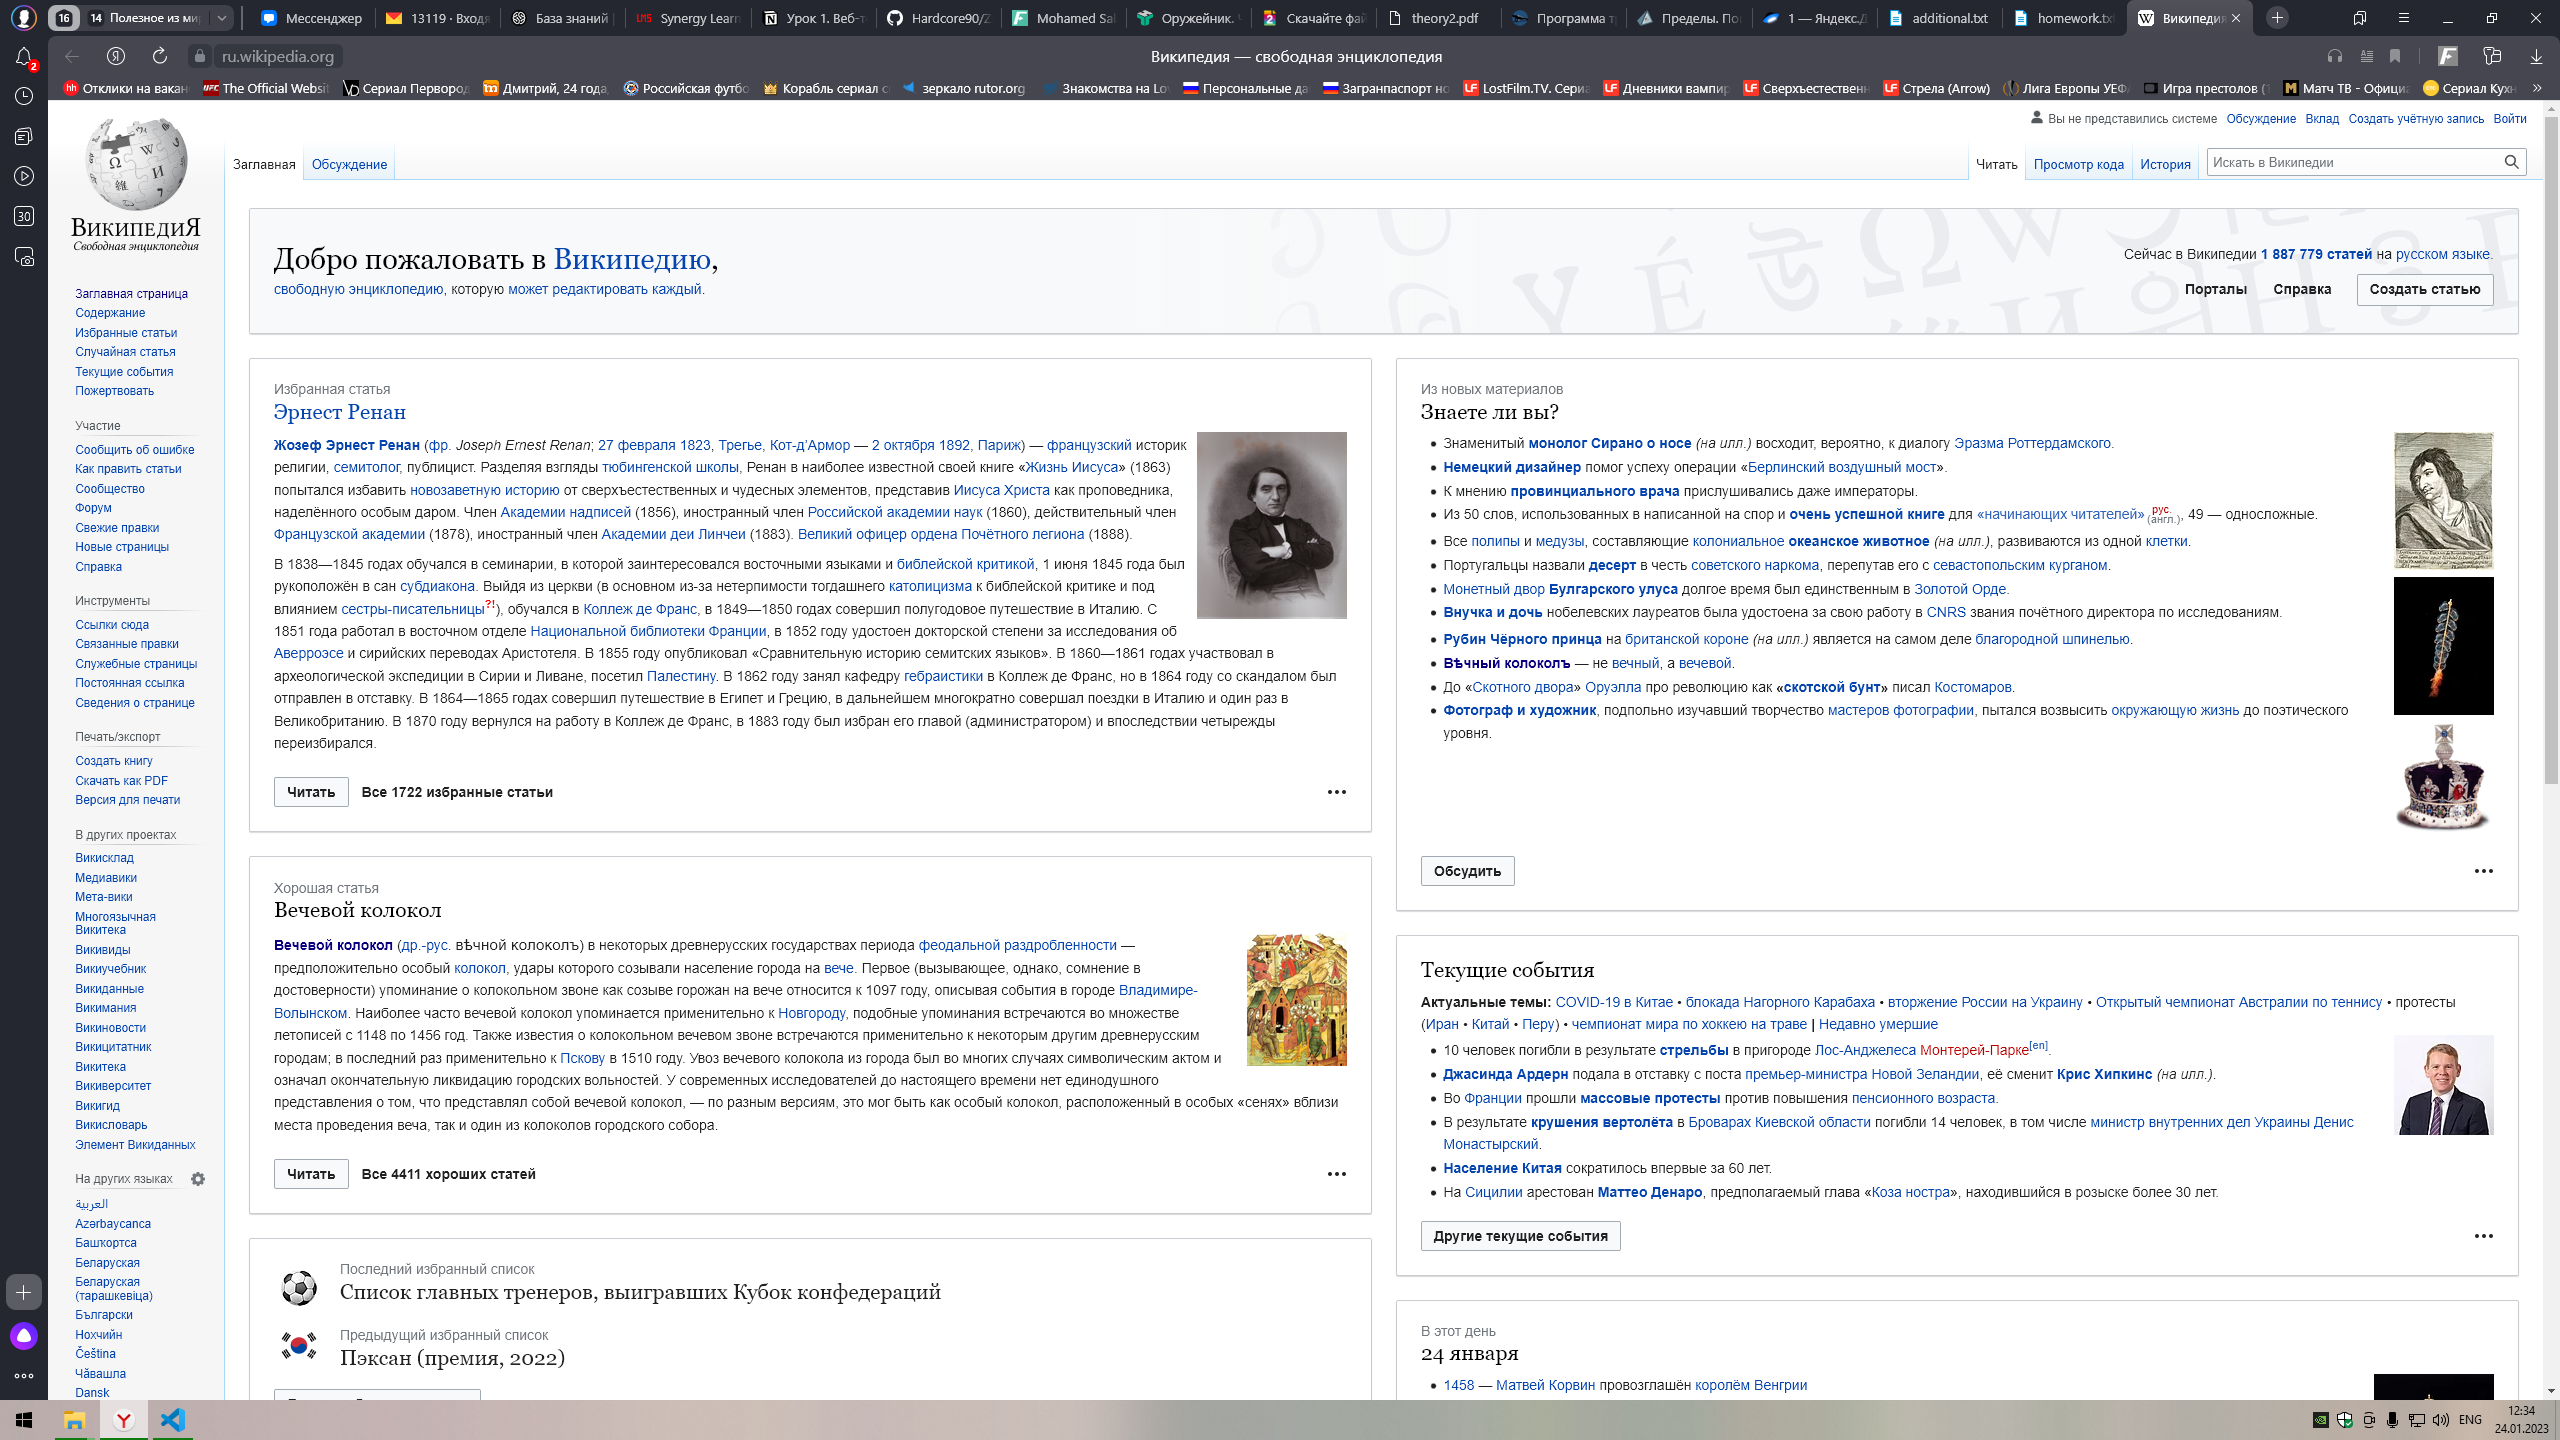 16
14 Полезное из ми
Мессенджер
13119 · Входя
База знаний
Synergy Learn
Урок 1. Веб-т
Hardcore90/Z
Mohamed Sal
Оружейник.
Скачайте фай
theory2.pdf
Программа т
Пределы. По
1 — Яндекс.Д
additional.txt
homework.txt
Википедия
2
ru.wikipedia.org
Википедия — свободная энциклопедия
Отклики на вакан
The Official Websit
Сериал Первород
Дмитрий, 24 года,
Российская футбо
Корабль сериал с
зеркало rutor.org
Знакомства на Lov
Персональные да
Загранпаспорт но
LostFilm.TV. Сериа
Дневники вампир
Сверхъестественн
Стрела (Arrow)
Лига Европы УЕФА
Игра престолов (1
Матч ТВ - Официа
Сериал Кухн
30
ВикипедиЯ
Свободная энциклопедия
Вы не представились системе Обсуждение Вклад Создать учётную запись Войти
Заглавная Обсуждение
Читать Просмотр кода История Искать в Википедии
Заглавная страница
Содержание
Избранные статьи
Случайная статья
Текущие события
Пожертвовать
Участие
Сообщить об ошибке
Как править статьи
Сообщество
Форум
Свежие правки
Новые страницы
Справка
Инструменты
Ссылки сюда
Связанные правки
Служебные страницы
Постоянная ссылка
Сведения о странице
Печать/экспорт
Создать книгу
Скачать как PDF
Версия для печати
В других проектах
Викисклад
Медиавики
Мета-вики
Многоязычная
Викитека
Викивиды
Викиучебник
Викиданные
Викимания
Викиновости
Викицитатник
Викитека
Викиверситет
Викигид
Викисловарь
Элемент Викиданных
На других языках
العربية
Azərbaycanca
Башҡортса
Беларуская
Беларуская
(тарашкевіца)
Български
Нохчийн
Čeština
Чӑвашла
Dansk
Добро пожаловать в Википедию,
свободную энциклопедию, которую может редактировать каждый.
Сейчас в Википедии 1 887 779 статей на русском языке.
Порталы Справка Создать статью
Избранная статья
Эрнест Ренан
Жозеф Эрнест Ренан (фр. Joseph Ernest Renan; 27 февраля 1823, Трегье, Кот-д’Армор — 2 октября 1892, Париж) — французский историк
религии, семитолог, публицист. Разделяя взгляды тюбингенской школы, Ренан в наиболее известной своей книге «Жизнь Иисуса» (1863)
попытался избавить новозаветную историю от сверхъестественных и чудесных элементов, представив Иисуса Христа как проповедника,
наделённого особым даром. Член Академии надписей (1856), иностранный член Российской академии наук (1860), действительный член
Французской академии (1878), иностранный член Академии деи Линчеи (1883). Великий офицер ордена Почётного легиона (1888).
В 1838—1845 годах обучался в семинарии, в которой заинтересовался восточными языками и библейской критикой, 1 июня 1845 года был
рукоположён в сан субдиакона. Выйдя из церкви (в основном из-за нетерпимости тогдашнего католицизма к библейской критике и под
влиянием сестры-писательницы?!), обучался в Коллеж де Франс, в 1849—1850 годах совершил полугодовое путешествие в Италию. С
1851 года работал в восточном отделе Национальной библиотеки Франции, в 1852 году удостоен докторской степени за исследования об
Аверроэсе и сирийских переводах Аристотеля. В 1855 году опубликовал «Сравнительную историю семитских языков». В 1860—1861 годах участвовал в
археологической экспедиции в Сирии и Ливане, посетил Палестину. В 1862 году занял кафедру гебраистики в Коллеж де Франс, но в 1864 году со скандалом был
отправлен в отставку. В 1864—1865 годах совершил путешествие в Египет и Грецию, в дальнейшем многократно совершал поездки в Италию и один раз в
Великобританию. В 1870 году вернулся на работу в Коллеж де Франс, в 1883 году был избран его главой (администратором) и впоследствии четырежды
переизбирался.
Читать Все 1722 избранные статьи
Хорошая статья
Вечевой колокол
Вечевой колокол (др.-рус. вѣчной колоколъ) в некоторых древнерусских государствах периода феодальной раздробленности —
предположительно особый колокол, удары которого созывали население города на вече. Первое (вызывающее, однако, сомнение в
достоверности) упоминание о колокольном звоне как созыве горожан на вече относится к 1097 году, описывая события в городе Владимире-
Волынском. Наиболее часто вечевой колокол упоминается применительно к Новгороду, подобные упоминания встречаются во множестве
летописей с 1148 по 1456 год. Также известия о колокольном вечевом звоне встречаются применительно к некоторым другим древнерусским
городам; в последний раз применительно к Пскову в 1510 году. Увоз вечевого колокола из города был во многих случаях символическим актом и
означал окончательную ликвидацию городских вольностей. У современных исследователей до настоящего времени нет единодушного
представления о том, что представлял собой вечевой колокол, — по разным версиям, это мог быть как особый колокол, расположенный в особых «сенях» вблизи
места проведения веча, так и один из колоколов городского собора.
Читать Все 4411 хороших статей
Последний избранный список
Список главных тренеров, выигравших Кубок конфедераций
Предыдущий избранный список
Пэксан (премия, 2022)
Из новых материалов
Знаете ли вы?
Знаменитый монолог Сирано о носе (на илл.) восходит, вероятно, к диалогу Эразма Роттердамского.
Немецкий дизайнер помог успеху операции «Берлинский воздушный мост».
К мнению провинциального врача прислушивались даже императоры.
Из 50 слов, использованных в написанной на спор и очень успешной книге для «начинающих читателей» рус. (англ.), 49 — односложные.
Все полипы и медузы, составляющие колониальное океанское животное (на илл.), развиваются из одной клетки.
Португальцы назвали десерт в честь советского наркома, перепутав его с севастопольским курганом.
Монетный двор Булгарского улуса долгое время был единственным в Золотой Орде.
Внучка и дочь нобелевских лауреатов была удостоена за свою работу в CNRS звания почётного директора по исследованиям.
Рубин Чёрного принца на британской короне (на илл.) является на самом деле благородной шпинелью.
Вѣчный колоколъ — не вечный, а вечевой.
До «Скотного двора» Оруэлла про революцию как «скотской бунт» писал Костомаров.
Фотограф и художник, подпольно изучавший творчество мастеров фотографии, пытался возвысить окружающую жизнь до поэтического
уровня.
Обсудить
Текущие события
Актуальные темы: COVID-19 в Китае • блокада Нагорного Карабаха • вторжение России на Украину • Открытый чемпионат Австралии по теннису • протесты
(Иран • Китай • Перу) • чемпионат мира по хоккею на траве | Недавно умершие
10 человек погибли в результате стрельбы в пригороде Лос-Анджелеса Монтерей-Парке[en].
Джасинда Ардерн подала в отставку с поста премьер-министра Новой Зеландии, её сменит Крис Хипкинс (на илл.).
Во Франции прошли массовые протесты против повышения пенсионного возраста.
В результате крушения вертолёта в Броварах Киевской области погибли 14 человек, в том числе министр внутренних дел Украины Денис
Монастырский.
Население Китая сократилось впервые за 60 лет.
На Сицилии арестован Маттео Денаро, предполагаемый глава «Коза ностра», находившийся в розыске более 30 лет.
Другие текущие события
В этот день
24 января
1458 — Матвей Корвин провозглашён королём Венгрии
ENG
12:34
24.01.2023